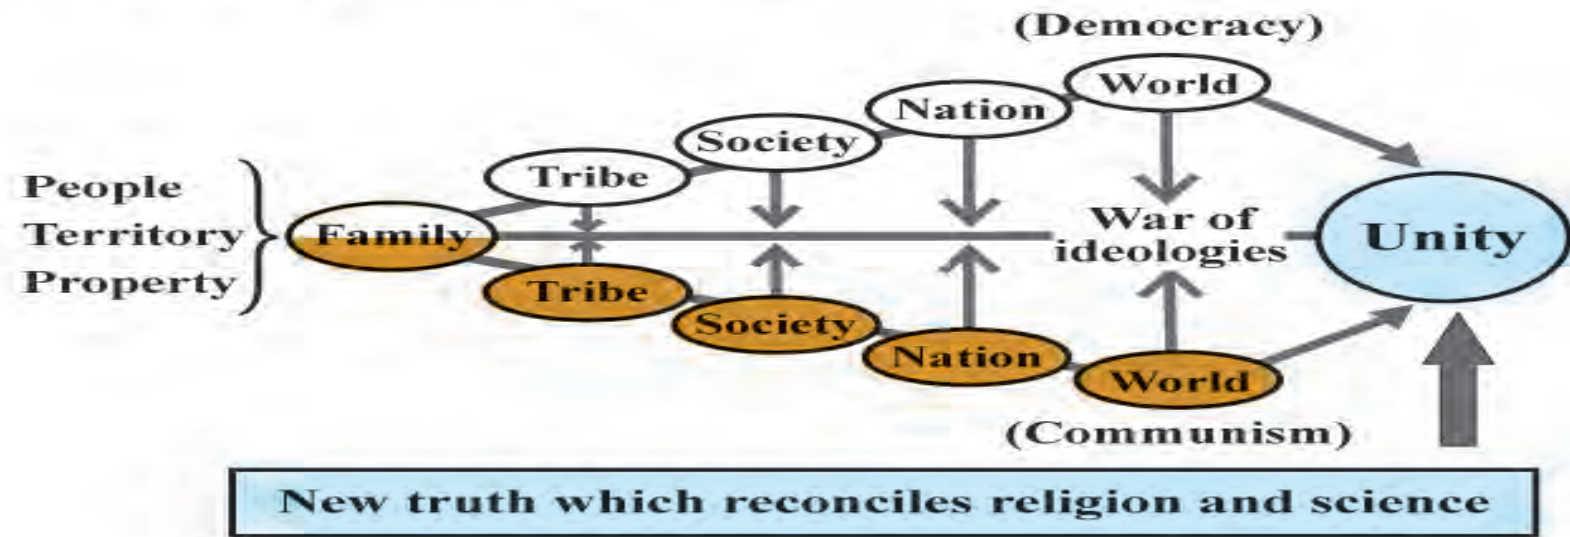 (Democracy)
World
Nation
Society
Tribe
People
Territory
Property
Family
War of
ideologies
Unity
Tribe
Society
Nation
World
(Communism)
New truth which reconciles religion and science